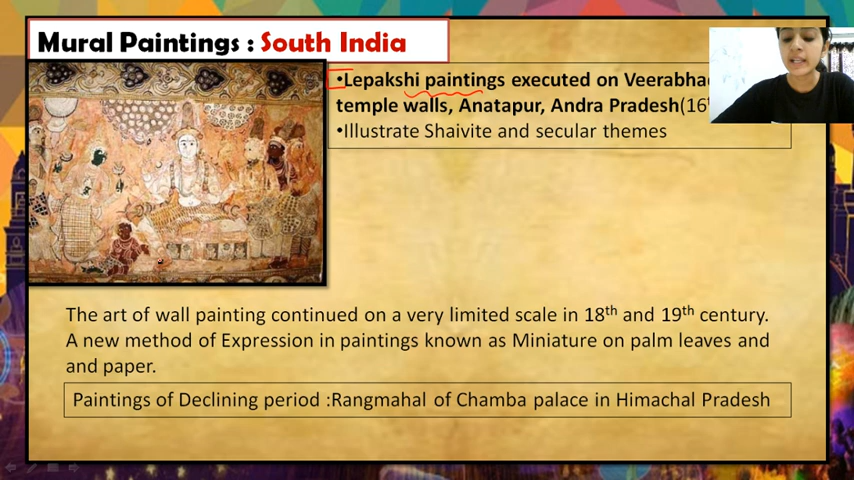 Mural Paintings : South India
•Lepakshi paintings executed on
temple walls, Anatapur, Andra Pradesh(16
•Illustrate Shaivite and secular themes
The art of wall painting continued on a very limited scale in 18th and 19th century.
A new method of Expression in paintings known as Miniature on palm leaves and
and paper.
Paintings of Declining period :Rangmahal of Chamba palace in Himachal Pradesh